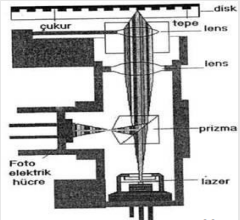 disk
çukur
tepe
lens
lens
prizma
Foto
elektrik
hücre
lazer